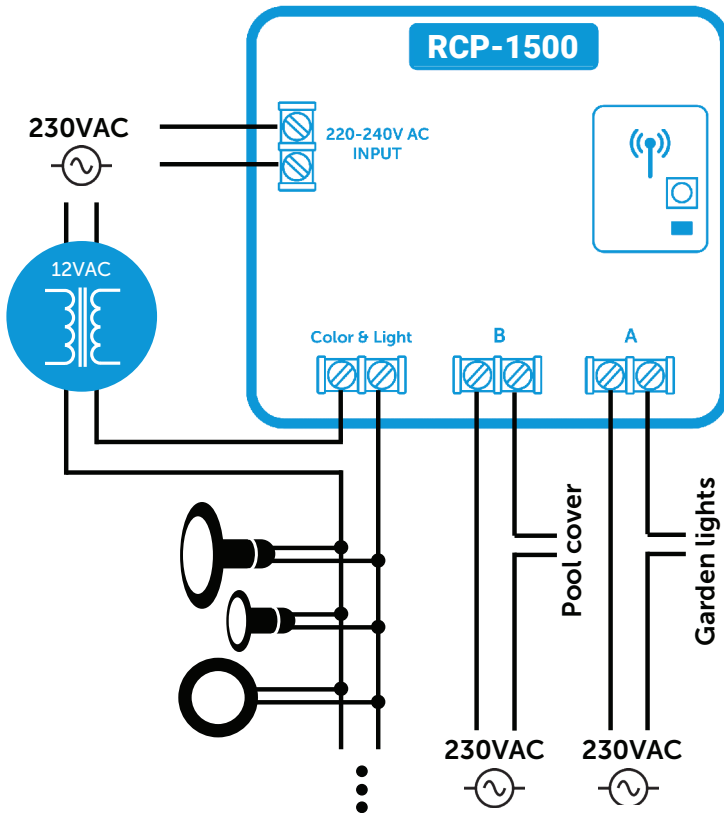 RCP-1500
230VAC
220-240V AC
INPUT
12VAC
Color & Light
B
A
Pool cover
Garden lights
230VAC
230VAC